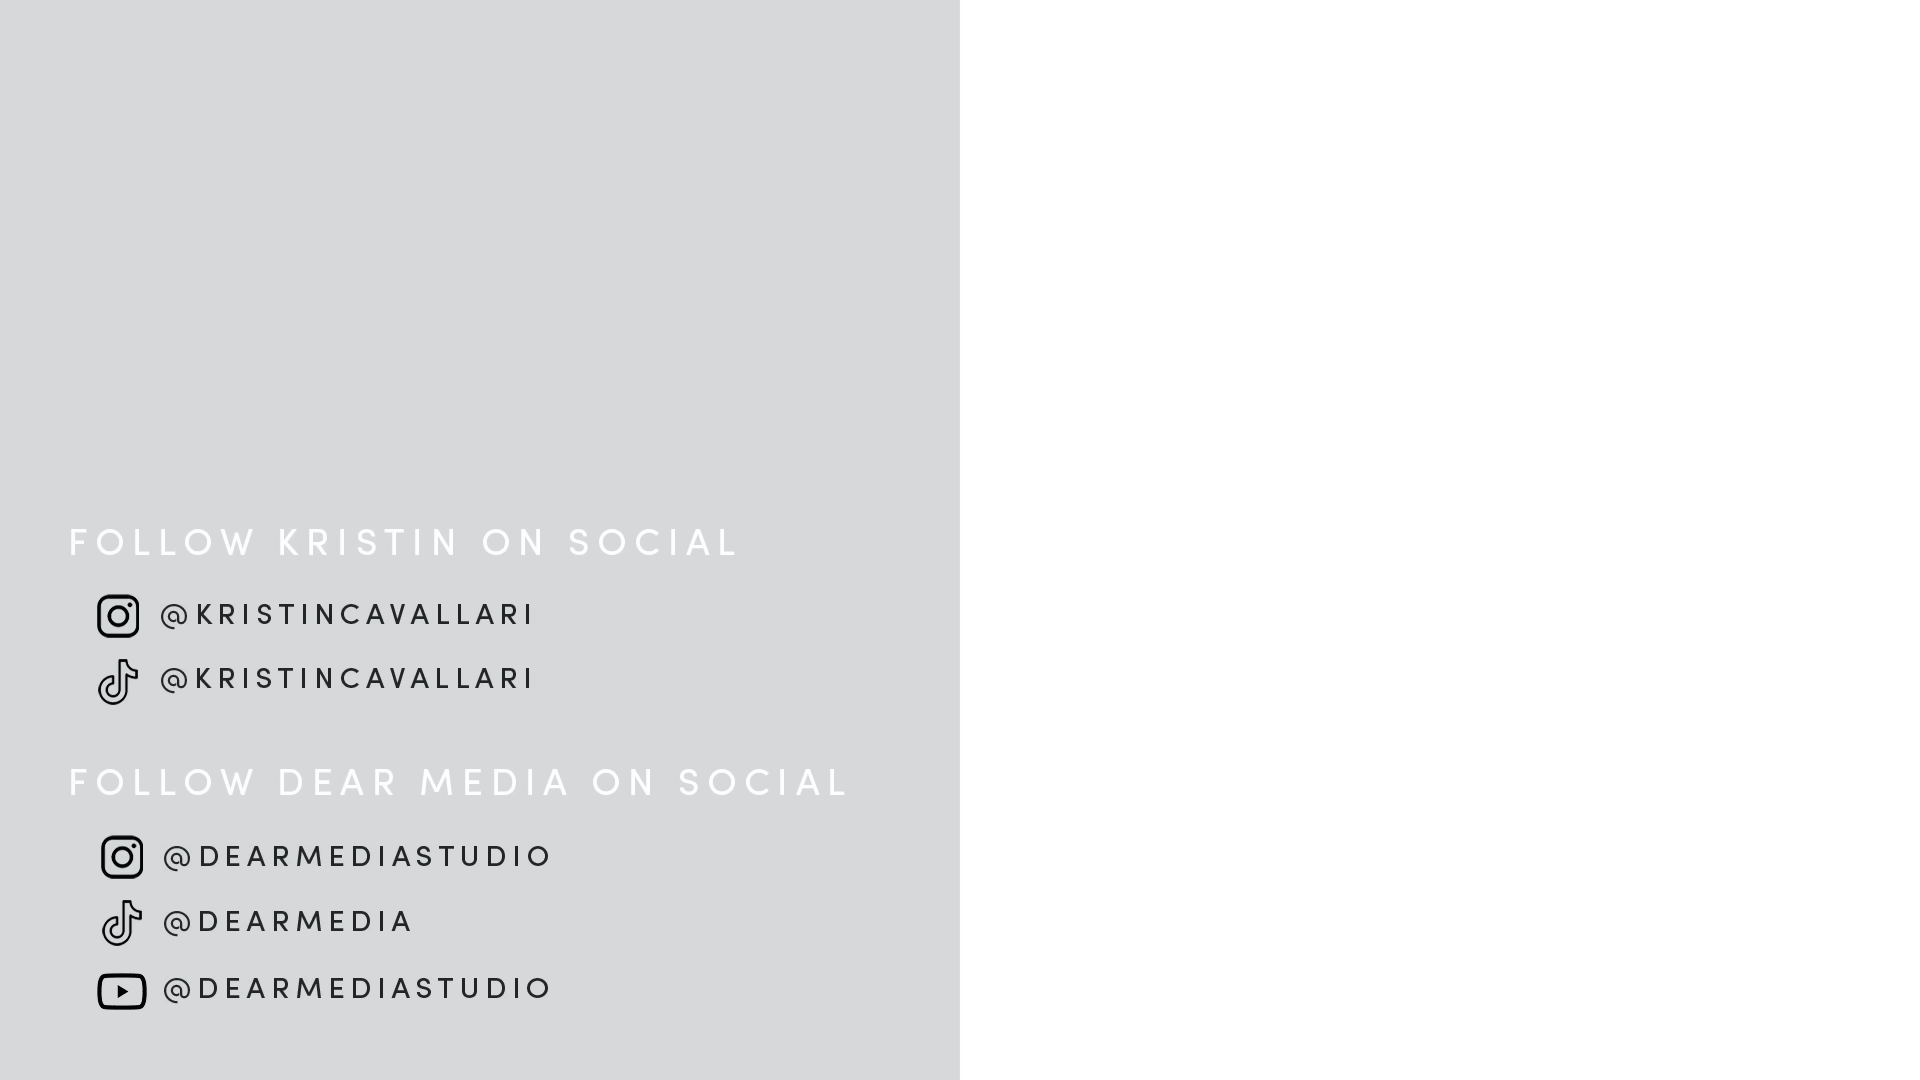 FOLLOW KRISTIN ON SOCIAL
@KRISTINCAVALLARI
@KRISTINCAVALLARI
FOLLOW DEAR MEDIA ON SOCIAL
@DEARMEDIASTUDIO
@DEARMEDIA
@DEARMEDIASTUDIO